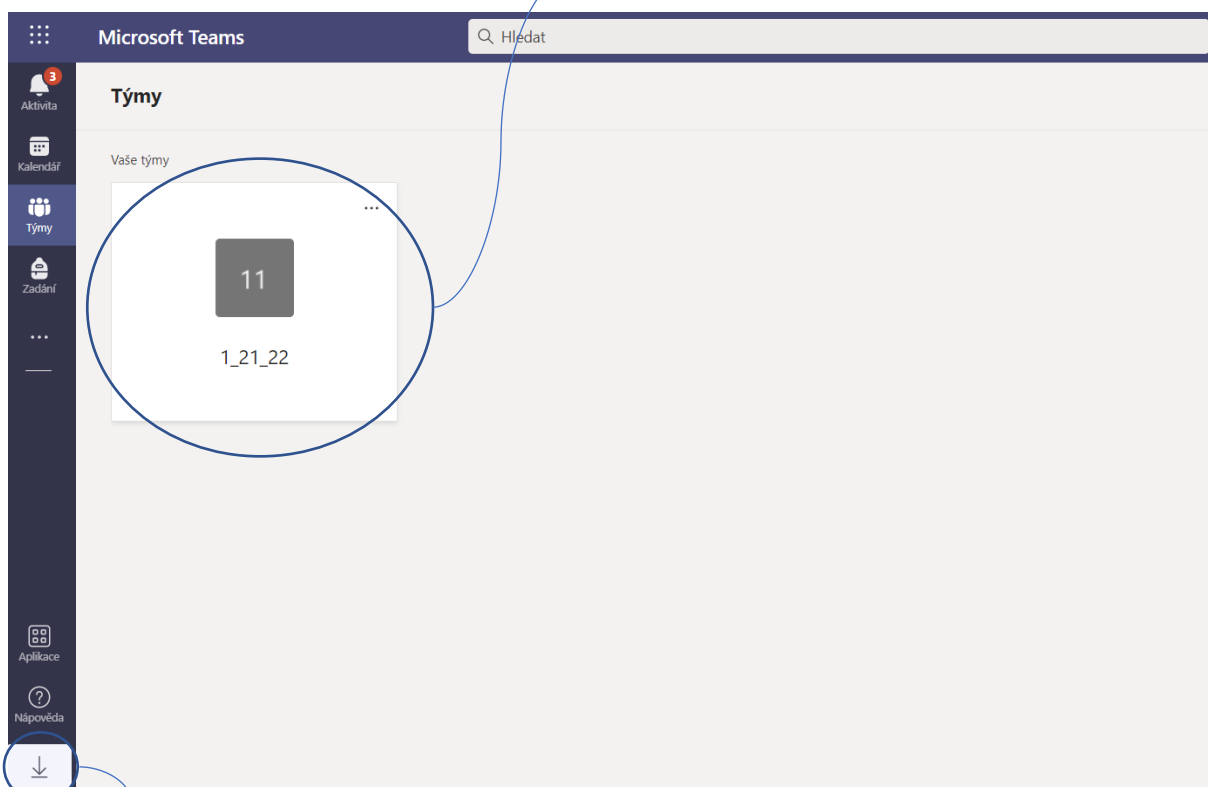 Microsoft Teams
Hledat
3
Aktivita
Kalendář
Týmy
Zadání
Aplikace
Nápověda
Týmy
Vaše týmy
11
1_21_22